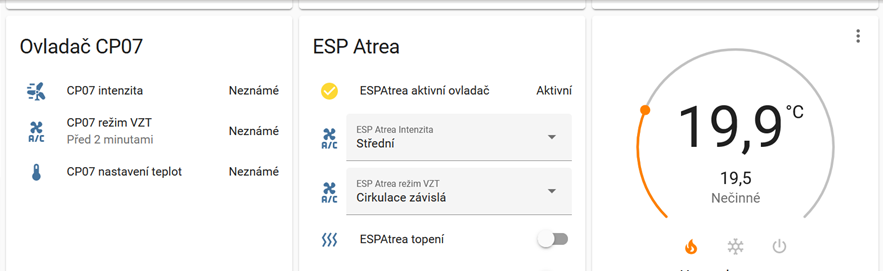 Ovladač CP07
CP07 intenzita Neznámé
CP07 režim VZT Neznámé
Před 2 minutami
CP07 nastavení teplot Neznámé
ESP Atrea
ESPAtrea aktivní ovladač Aktivní
ESP Atrea Intenzita
Střední
ESP Atrea režim VZT
Cirkulace závislá
ESPAtrea topení
19,9 °C
19,5
Nečinné